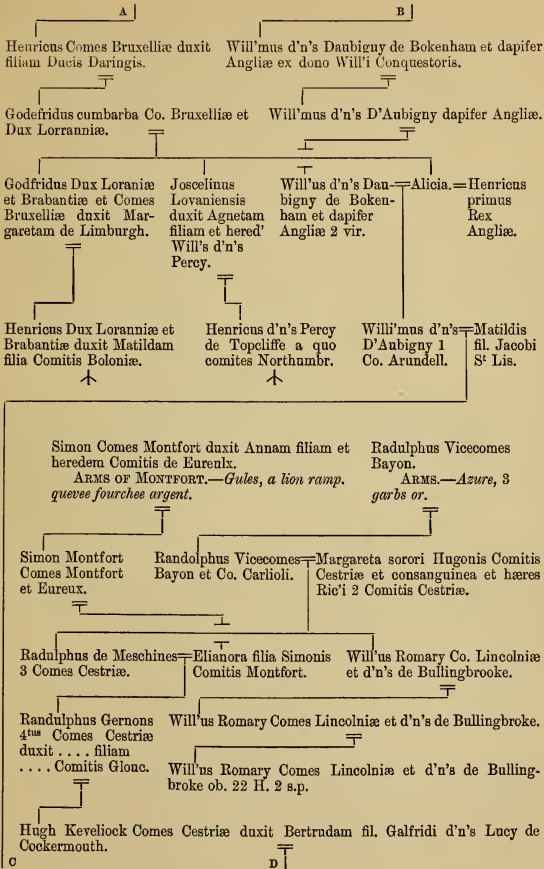 A B
Henricus Comes Bruxelliæ duxit
filiam Ducis Daringis.
Will'mus d'n's Daubigny de Bokenham et dapifer
Angliæ ex dono Will'i Conquestoris.
Godefridus cumbarba Co. Bruxelliæ et
Dux Lorranniæ.
Will'mus d'n's D'Aubigny dapifer Angliæ.
Godfridus Dux Loraniæ
et Brabantiæ et Comes
Bruxelliæ duxit Mar-
garetam de Limburgh.
Joscelinus
Lovaniensis
duxit Agnetam
filiam et hered'
Will's d'n's
Percy.
Will'us d'n's Dau-
bigny de Boken-
ham et dapifer
Angliæ 2 vir.
Alicia.
Henricus
primus
Rex
Angliæ.
Henricus Dux Loranniæ et
Brabantiæ duxit Matildam
filia Comitis Boloniæ.
Henricus d'n's Percy
de Topcliffe a quo
comites Northumbr.
Willi'mus d'n's
D'Aubigny 1
Co. Arundell.
Matildis
fil. Jacobi
St Lis.
Simon Comes Montfort duxit Annam filiam et
heredem Comitis de Eureulx.
ARMS OF MONTFORT.—Gules, a lion ramp.
quevee fourchee argent.
Radulphus Vicecomes
Bayon.
ARMS.—Azure, 3
garbs or.
Simon Montfort
Comes Montfort
et Eureux.
Randolphus Vicecomes
Bayon et Co. Carlioli.
Margareta sorori Hugonis Comitis
Cestriæ et consanguinea et hæres
Ric'i 2 Comitis Cestriæ.
Radulphus de Meschines
3 Comes Cestriæ.
Elianora filia Simonis
Comitis Montfort.
Will'us Romary Co. Lincolniæ
et d'n's de Bullingbrooke.
Randulphus Gernons
4tus Comes Cestriæ
duxit . . . . filiam
. . . . Comitis Glouc.
Will'us Romary Comes Lincolniæ et d'n's de Bullingbroke.
Will'us Romary Comes Lincolniæ et d'n's de Bulling-
broke ob. 22 H. 2 s.p.
Hugh Keveliock Comes Cestriæ duxit Bertrudam fil. Galfridi d'n's Lucy de
Cockermouth.
C D